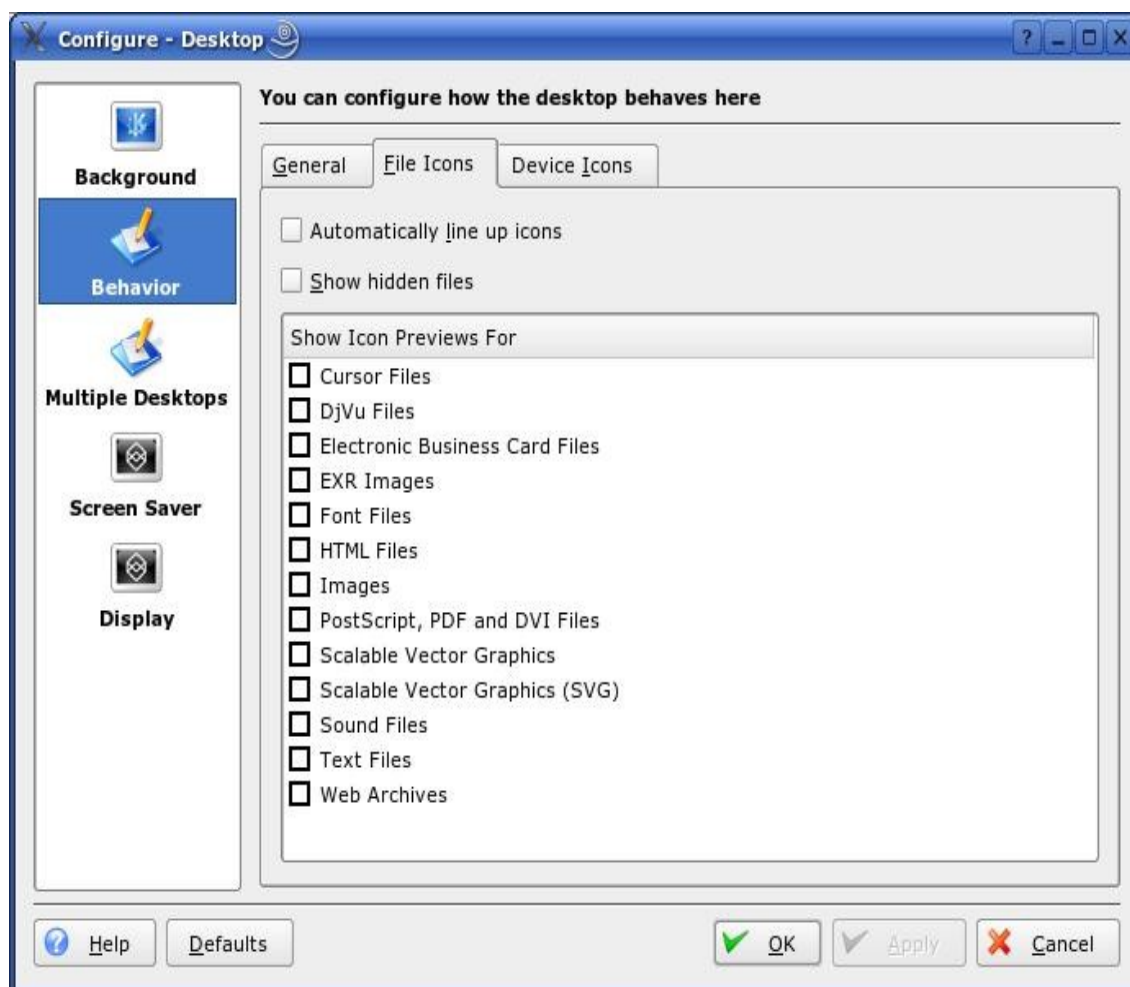 Configure - Desktop
You can configure how the desktop behaves here
Background
Behavior
Multiple Desktops
Screen Saver
Display
General
File Icons
Device Icons
Automatically line up icons
Show hidden files
Show Icon Previews For
Cursor Files
DjVu Files
Electronic Business Card Files
EXR Images
Font Files
HTML Files
Images
PostScript, PDF and DVI Files
Scalable Vector Graphics
Scalable Vector Graphics (SVG)
Sound Files
Text Files
Web Archives
Help
Defaults
OK
Apply
Cancel